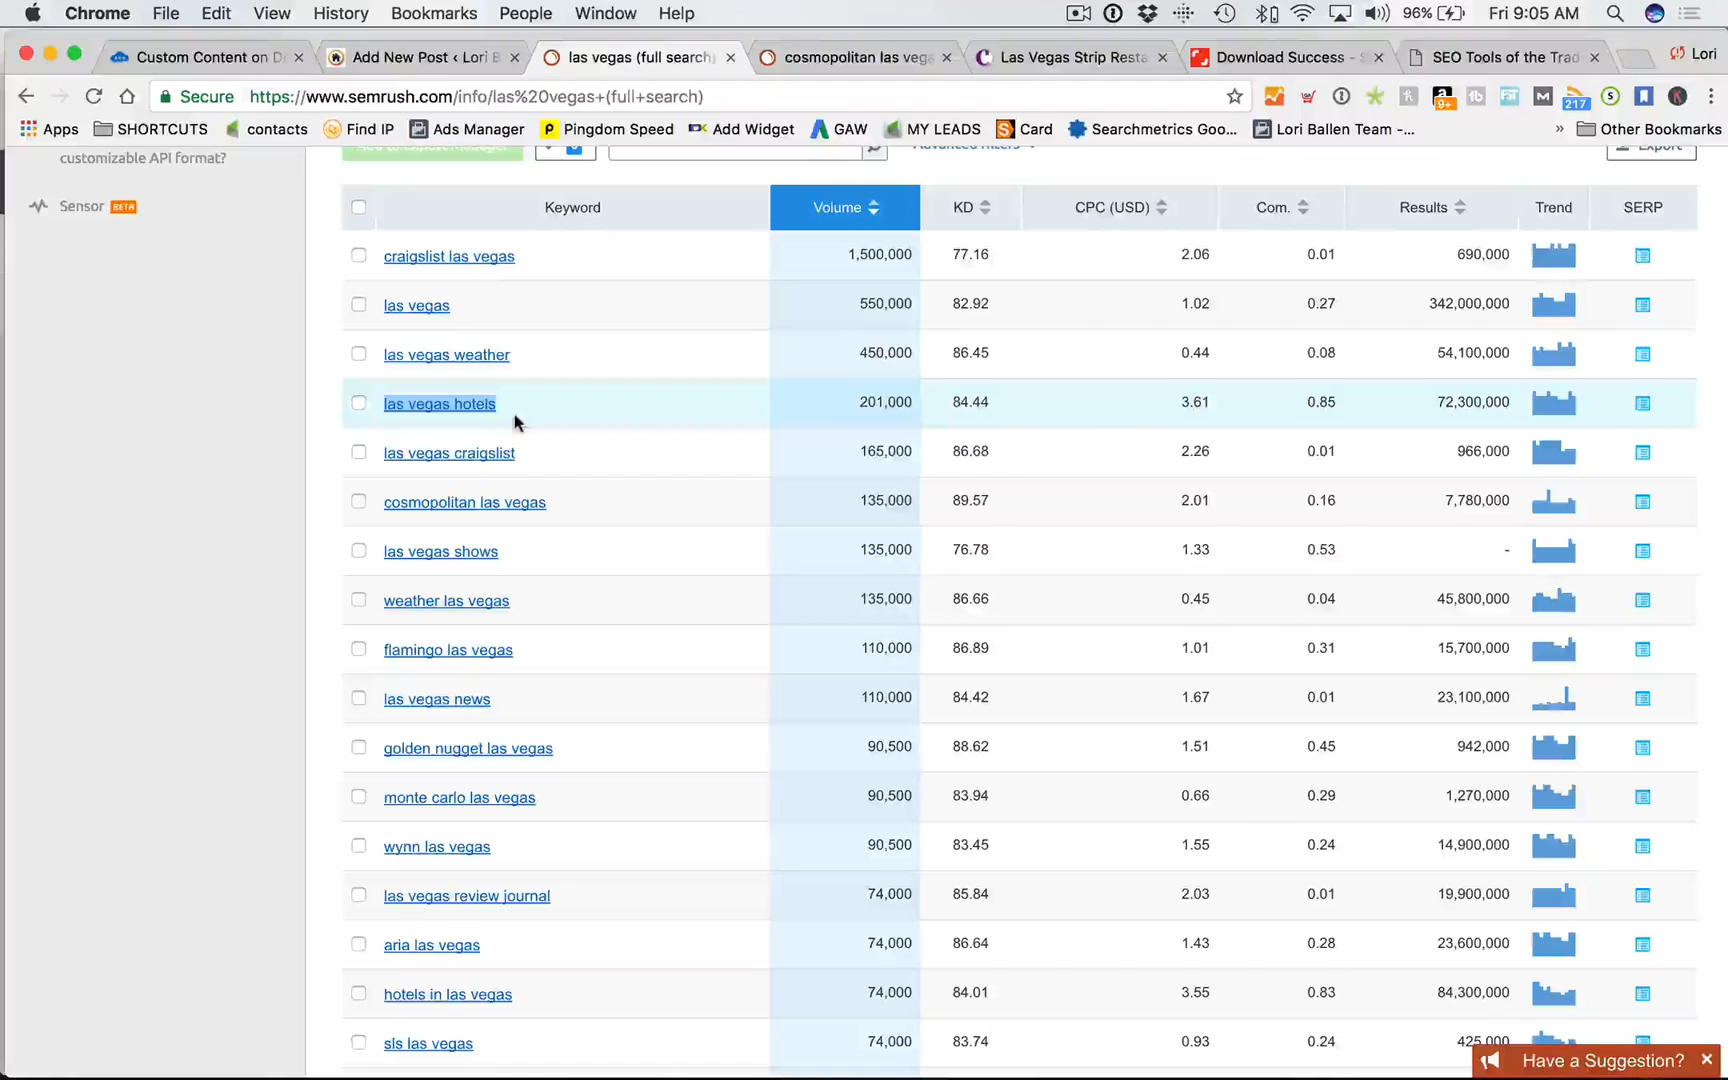 Chrome File Edit View History Bookmarks People Window Help 96% Fri 9:05 AM
Custom Content on D Add New Post ‹ Lori B las vegas (full search) cosmopolitan las vega Las Vegas Strip Resta Download Success - S SEO Tools of the Trad Lori
Secure https://www.semrush.com/info/las%20vegas+(full+search) 9+ 217
Apps SHORTCUTS contacts Find IP Ads Manager Pingdom Speed Add Widget GAW MY LEADS Card Searchmetrics Goo... Lori Ballen Team -... » Other Bookmarks
customizable API format?
Export
Sensor BETA
Keyword Volume KD CPC (USD) Com. Results Trend SERP
craigslist las vegas 1,500,000 77.16 2.06 0.01 690,000
las vegas 550,000 82.92 1.02 0.27 342,000,000
las vegas weather 450,000 86.45 0.44 0.08 54,100,000
las vegas hotels 201,000 84.44 3.61 0.85 72,300,000
las vegas craigslist 165,000 86.68 2.26 0.01 966,000
cosmopolitan las vegas 135,000 89.57 2.01 0.16 7,780,000
las vegas shows 135,000 76.78 1.33 0.53 -
weather las vegas 135,000 86.66 0.45 0.04 45,800,000
flamingo las vegas 110,000 86.89 1.01 0.31 15,700,000
las vegas news 110,000 84.42 1.67 0.01 23,100,000
golden nugget las vegas 90,500 88.62 1.51 0.45 942,000
monte carlo las vegas 90,500 83.94 0.66 0.29 1,270,000
wynn las vegas 90,500 83.45 1.55 0.24 14,900,000
las vegas review journal 74,000 85.84 2.03 0.01 19,900,000
aria las vegas 74,000 86.64 1.43 0.28 23,600,000
hotels in las vegas 74,000 84.01 3.55 0.83 84,300,000
sls las vegas 74,000 83.74 0.93 0.24 425,000
Have a Suggestion?